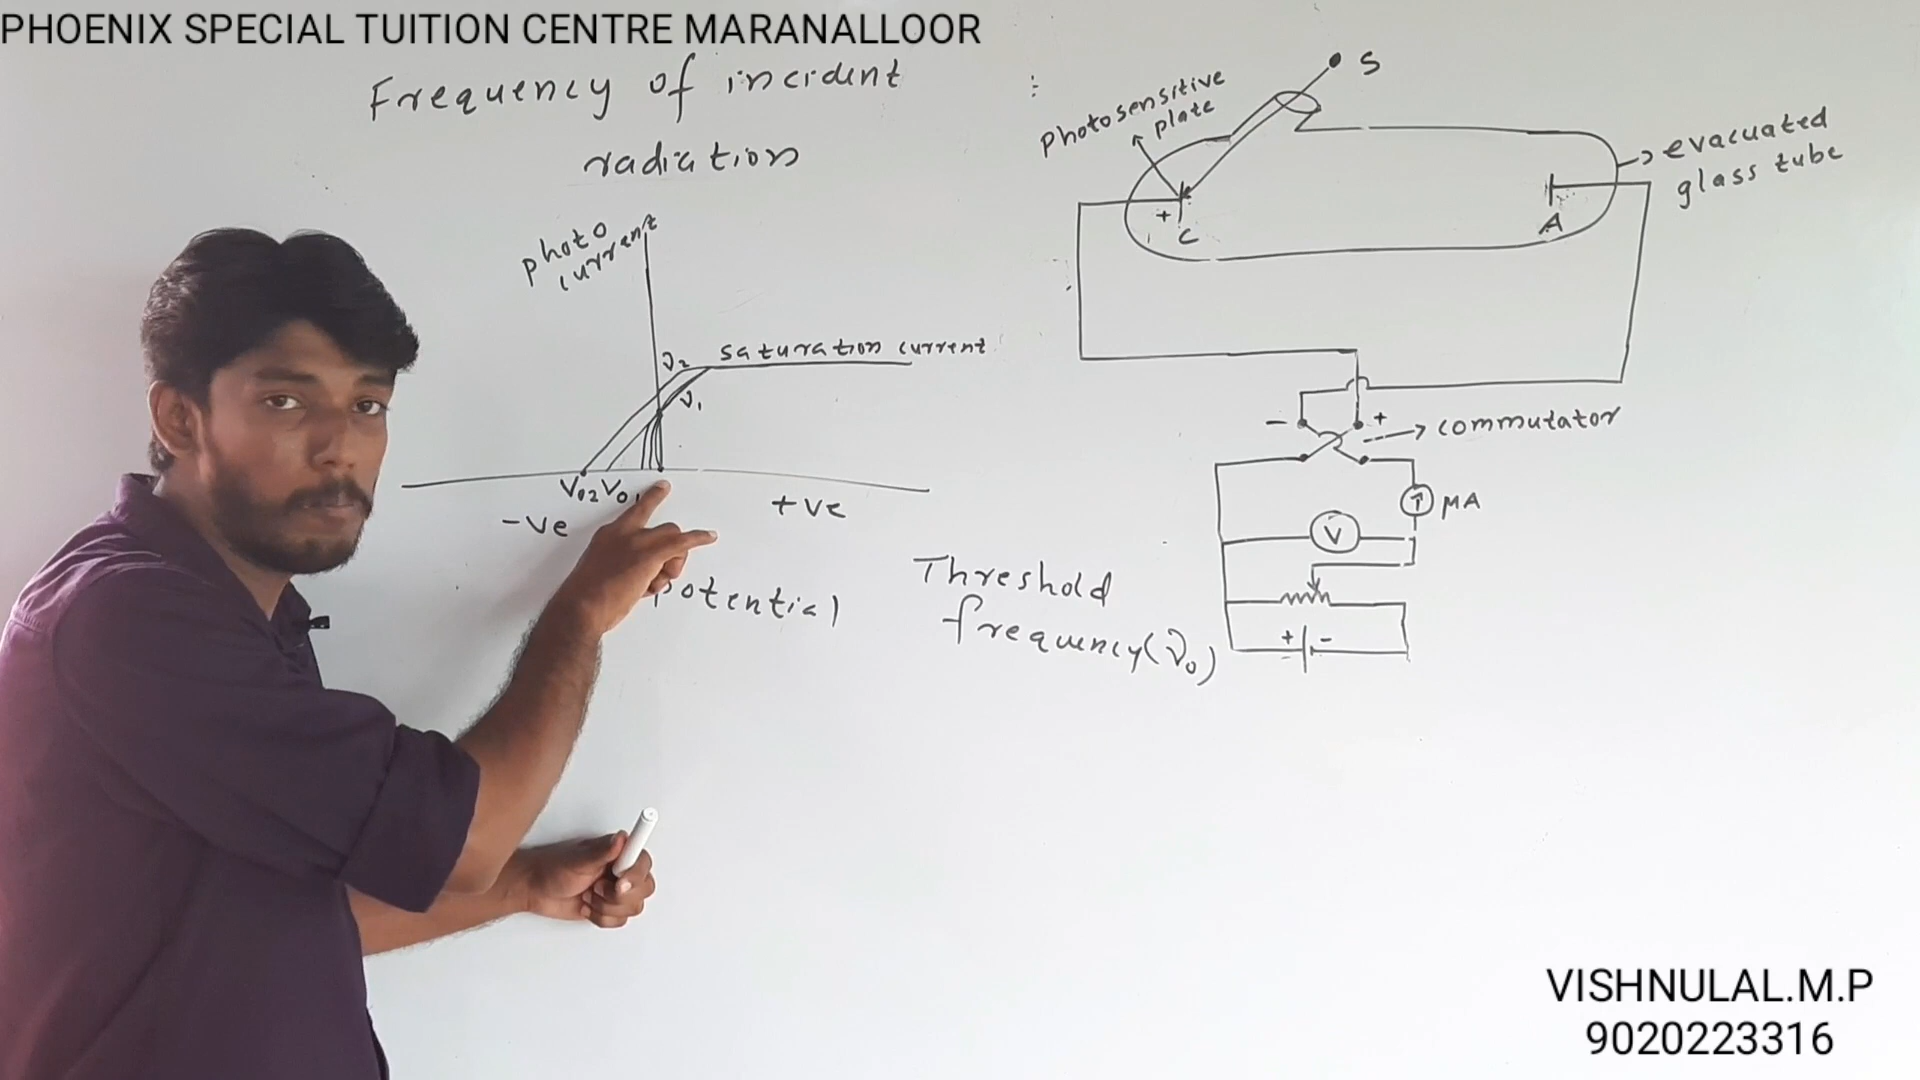 PHOENIX SPECIAL TUITION CENTRE MARANALLOOR
Frequency of incident
radiation
:
photo
current
ν₂
saturation current
ν₁
V₀₂ V₀₁
-ve
+ve
potential
Threshold
frequency(ν₀)
S
photosensitive
plate
evacuated
glass tube
+
C
A
-
+
commutator
μA
V
+
-
VISHNULAL.M.P
9020223316